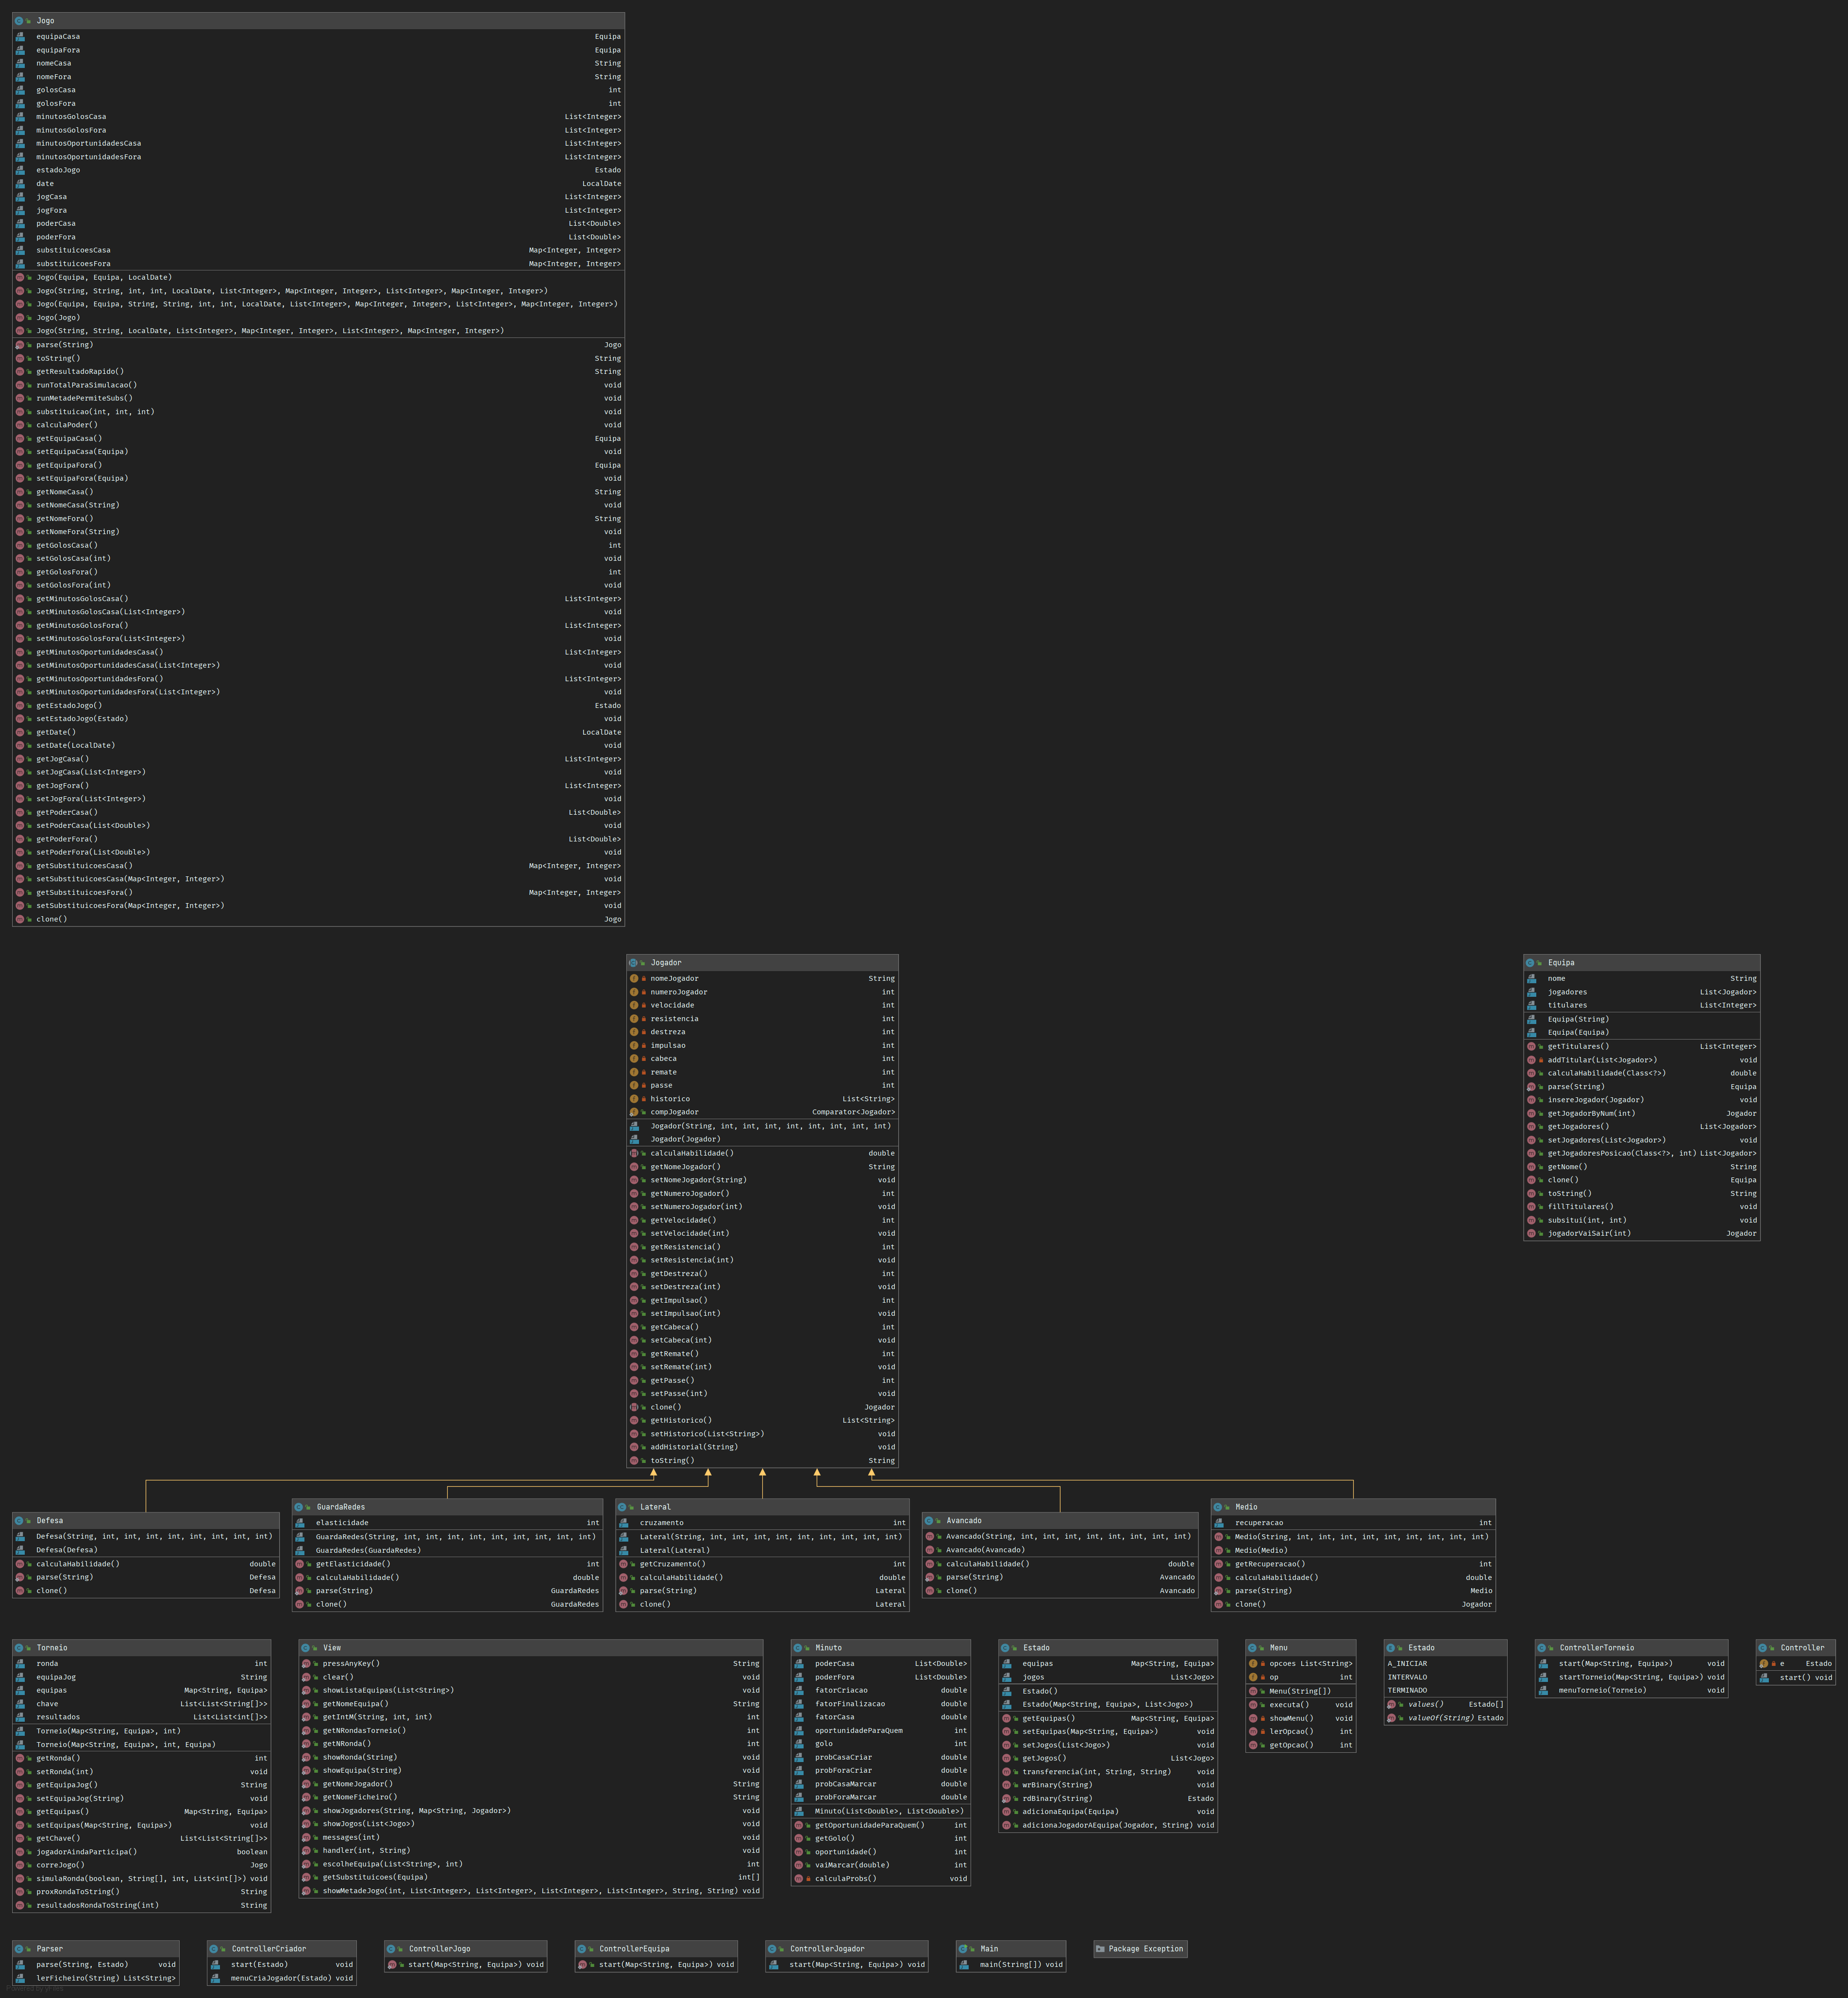 Jogo
equipaCasa Equipa
equipaFora Equipa
nomeCasa String
nomeFora String
golosCasa int
golosFora int
minutosGolosCasa List<Integer>
minutosGolosFora List<Integer>
minutosOportunidadesCasa List<Integer>
minutosOportunidadesFora List<Integer>
estadoJogo Estado
date LocalDate
jogCasa List<Integer>
jogFora List<Integer>
poderCasa List<Double>
poderFora List<Double>
substituicoesCasa Map<Integer, Integer>
substituicoesFora Map<Integer, Integer>
Jogo(Equipa, Equipa, LocalDate)
Jogo(String, String, int, int, LocalDate, List<Integer>, Map<Integer, Integer>, List<Integer>, Map<Integer, Integer>)
Jogo(Equipa, Equipa, String, String, int, int, LocalDate, List<Integer>, Map<Integer, Integer>, List<Integer>, Map<Integer, Integer>)
Jogo(Jogo)
Jogo(String, String, LocalDate, List<Integer>, Map<Integer, Integer>, List<Integer>, Map<Integer, Integer>)
parse(String) Jogo
toString() String
getResultadoRapido() String
runTotalParaSimulacao() void
runMetadePermiteSubs() void
substituicao(int, int, int) void
calculaPoder() void
getEquipaCasa() Equipa
setEquipaCasa(Equipa) void
getEquipaFora() Equipa
setEquipaFora(Equipa) void
getNomeCasa() String
setNomeCasa(String) void
getNomeFora() String
setNomeFora(String) void
getGolosCasa() int
setGolosCasa(int) void
getGolosFora() int
setGolosFora(int) void
getMinutosGolosCasa() List<Integer>
setMinutosGolosCasa(List<Integer>) void
getMinutosGolosFora() List<Integer>
setMinutosGolosFora(List<Integer>) void
getMinutosOportunidadesCasa() List<Integer>
setMinutosOportunidadesCasa(List<Integer>) void
getMinutosOportunidadesFora() List<Integer>
setMinutosOportunidadesFora(List<Integer>) void
getEstadoJogo() Estado
setEstadoJogo(Estado) void
getDate() LocalDate
setDate(LocalDate) void
getJogCasa() List<Integer>
setJogCasa(List<Integer>) void
getJogFora() List<Integer>
setJogFora(List<Integer>) void
getPoderCasa() List<Double>
setPoderCasa(List<Double>) void
getPoderFora() List<Double>
setPoderFora(List<Double>) void
getSubstituicoesCasa() Map<Integer, Integer>
setSubstituicoesCasa(Map<Integer, Integer>) void
getSubstituicoesFora() Map<Integer, Integer>
setSubstituicoesFora(Map<Integer, Integer>) void
clone() Jogo
Jogador
nomeJogador String
numeroJogador int
velocidade int
resistencia int
destreza int
impulsao int
cabeca int
remate int
passe int
historico List<String>
compJogador Comparator<Jogador>
Jogador(String, int, int, int, int, int, int, int, int)
Jogador(Jogador)
calculaHabilidade() double
getNomeJogador() String
setNomeJogador(String) void
getNumeroJogador() int
setNumeroJogador(int) void
getVelocidade() int
setVelocidade(int) void
getResistencia() int
setResistencia(int) void
getDestreza() int
setDestreza(int) void
getImpulsao() int
setImpulsao(int) void
getCabeca() int
setCabeca(int) void
getRemate() int
setRemate(int) void
getPasse() int
setPasse(int) void
clone() Jogador
getHistorico() List<String>
setHistorico(List<String>) void
addHistorial(String) void
toString() String
Equipa
nome String
jogadores List<Jogador>
titulares List<Integer>
Equipa(String)
Equipa(Equipa)
getTitulares() List<Integer>
addTitular(List<Jogador>) void
calculaHabilidade(Class<?>) double
parse(String) Equipa
insereJogador(Jogador) void
getJogadorByNum(int) Jogador
getJogadores() List<Jogador>
setJogadores(List<Jogador>) void
getJogadoresPosicao(Class<?>, int) List<Jogador>
getNome() String
clone() Equipa
toString() String
fillTitulares() void
subsitui(int, int) void
jogadorVaiSair(int) Jogador
Defesa
Defesa(String, int, int, int, int, int, int, int, int)
Defesa(Defesa)
calculaHabilidade() double
parse(String) Defesa
clone() Defesa
GuardaRedes
elasticidade int
GuardaRedes(String, int, int, int, int, int, int, int, int, int)
GuardaRedes(GuardaRedes)
getElasticidade() int
calculaHabilidade() double
parse(String) GuardaRedes
clone() GuardaRedes
Lateral
cruzamento int
Lateral(String, int, int, int, int, int, int, int, int, int)
Lateral(Lateral)
getCruzamento() int
calculaHabilidade() double
parse(String) Lateral
clone() Lateral
Avancado
Avancado(String, int, int, int, int, int, int, int, int)
Avancado(Avancado)
calculaHabilidade() double
parse(String) Avancado
clone() Avancado
Medio
recuperacao int
Medio(String, int, int, int, int, int, int, int, int, int)
Medio(Medio)
getRecuperacao() int
calculaHabilidade() double
parse(String) Medio
clone() Jogador
Torneio
ronda int
equipaJog String
equipas Map<String, Equipa>
chave List<List<String[]>>
resultados List<List<int[]>>
Torneio(Map<String, Equipa>, int)
Torneio(Map<String, Equipa>, int, Equipa)
getRonda() int
setRonda(int) void
getEquipaJog() String
setEquipaJog(String) void
getEquipas() Map<String, Equipa>
setEquipas(Map<String, Equipa>) void
getChave() List<List<String[]>>
jogadorAindaParticipa() boolean
correJogo() Jogo
simulaRonda(boolean, String[], int, List<int[]>) void
proxRondaToString() String
resultadosRondaToString(int) String
View
pressAnyKey() String
clear() void
showListaEquipas(List<String>) void
getNomeEquipa() String
getIntM(String, int, int) int
getNRondasTorneio() int
getNRonda() int
showRonda(String) void
showEquipa(String) void
getNomeJogador() String
getNomeFicheiro() String
showJogadores(String, Map<String, Jogador>) void
showJogos(List<Jogo>) void
messages(int) void
handler(int, String) void
escolheEquipa(List<String>, int) int
getSubstituicoes(Equipa) int[]
showMetadeJogo(int, List<Integer>, List<Integer>, List<Integer>, List<Integer>, String, String) void
Minuto
poderCasa List<Double>
poderFora List<Double>
fatorCriacao double
fatorFinalizacao double
fatorCasa double
oportunidadeParaQuem int
golo int
probCasaCriar double
probForaCriar double
probCasaMarcar double
probForaMarcar double
Minuto(List<Double>, List<Double>)
getOportunidadeParaQuem() int
getGolo() int
oportunidade() int
vaiMarcar(double) int
calculaProbs() void
Estado
equipas Map<String, Equipa>
jogos List<Jogo>
Estado()
Estado(Map<String, Equipa>, List<Jogo>)
getEquipas() Map<String, Equipa>
setEquipas(Map<String, Equipa>) void
setJogos(List<Jogo>) void
getJogos() List<Jogo>
transferencia(int, String, String) void
wrBinary(String) void
rdBinary(String) Estado
adicionaEquipa(Equipa) void
adicionaJogadorAEquipa(Jogador, String) void
Menu
opcoes List<String>
op int
Menu(String[])
executa() void
showMenu() void
lerOpcao() int
getOpcao() int
Estado
A_INICIAR
INTERVALO
TERMINADO
values() Estado[]
valueOf(String) Estado
ControllerTorneio
start(Map<String, Equipa>) void
startTorneio(Map<String, Equipa>) void
menuTorneio(Torneio) void
Controller
e Estado
start() void
Parser
parse(String, Estado) void
lerFicheiro(String) List<String>
ControllerCriador
start(Estado) void
menuCriaJogador(Estado) void
ControllerJogo
start(Map<String, Equipa>) void
ControllerEquipa
start(Map<String, Equipa>) void
ControllerJogador
start(Map<String, Equipa>) void
Main
main(String[]) void
Package Exception